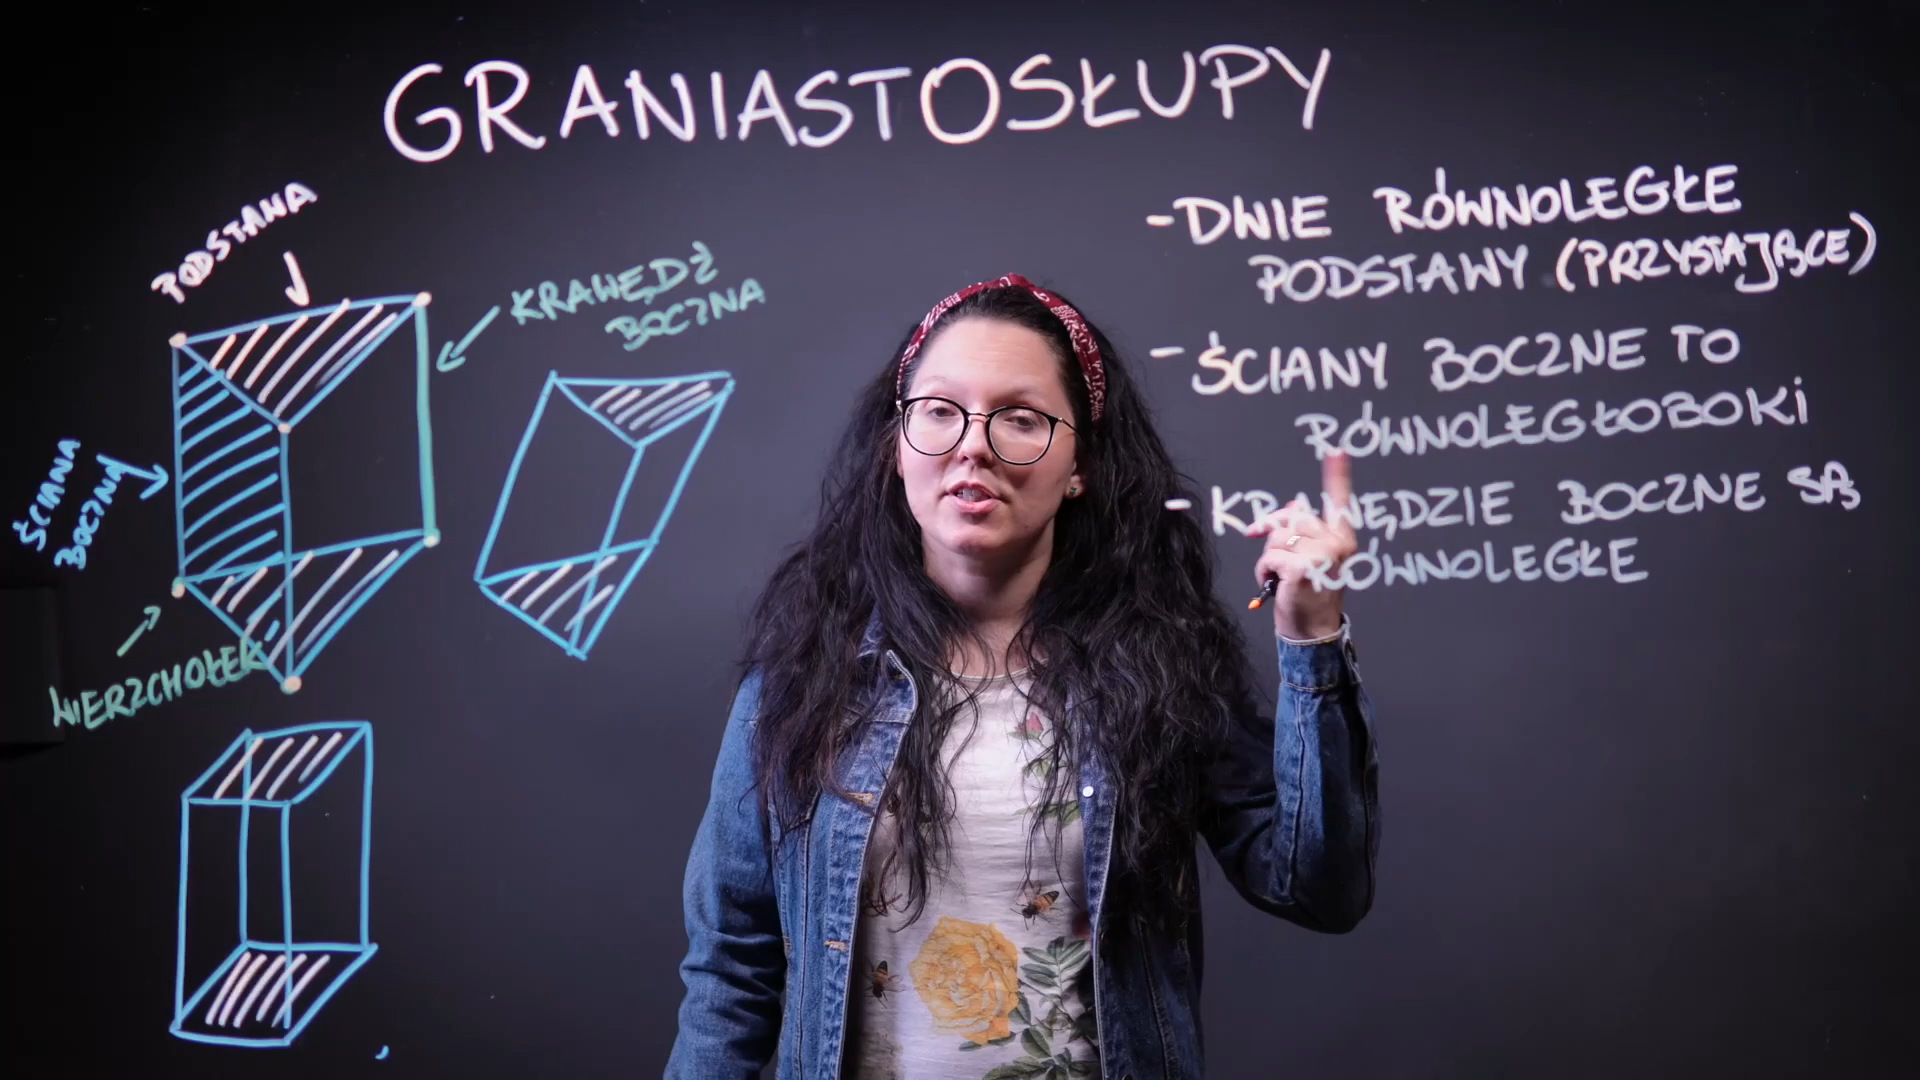 GRANIASTOSŁUPY
PODSTAWA
KRAWĘDŹ
BOCZNA
ŚCIANA
BOCZNA
WIERZCHOŁEK
- DWIE RÓWNOLEGŁE
PODSTAWY (PRZYSTAJĄCE)
- ŚCIANY BOCZNE TO
RÓWNOLEGŁOBOKI
- KRAWĘDZIE BOCZNE SĄ
RÓWNOLEGŁE